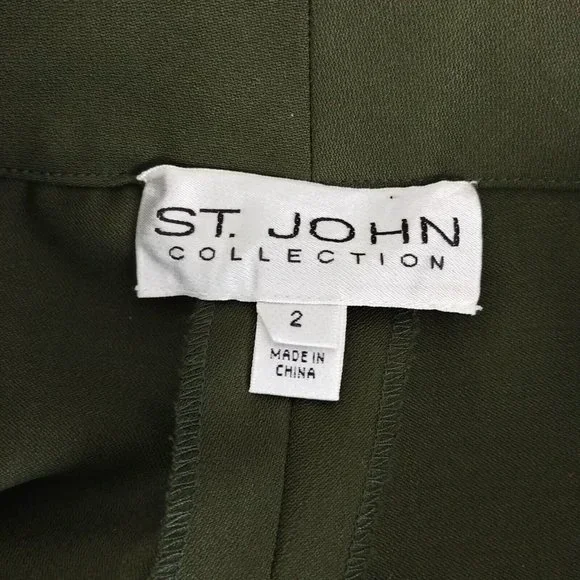 ST. JOHN
COLLECTION
2
MADE IN
CHINA